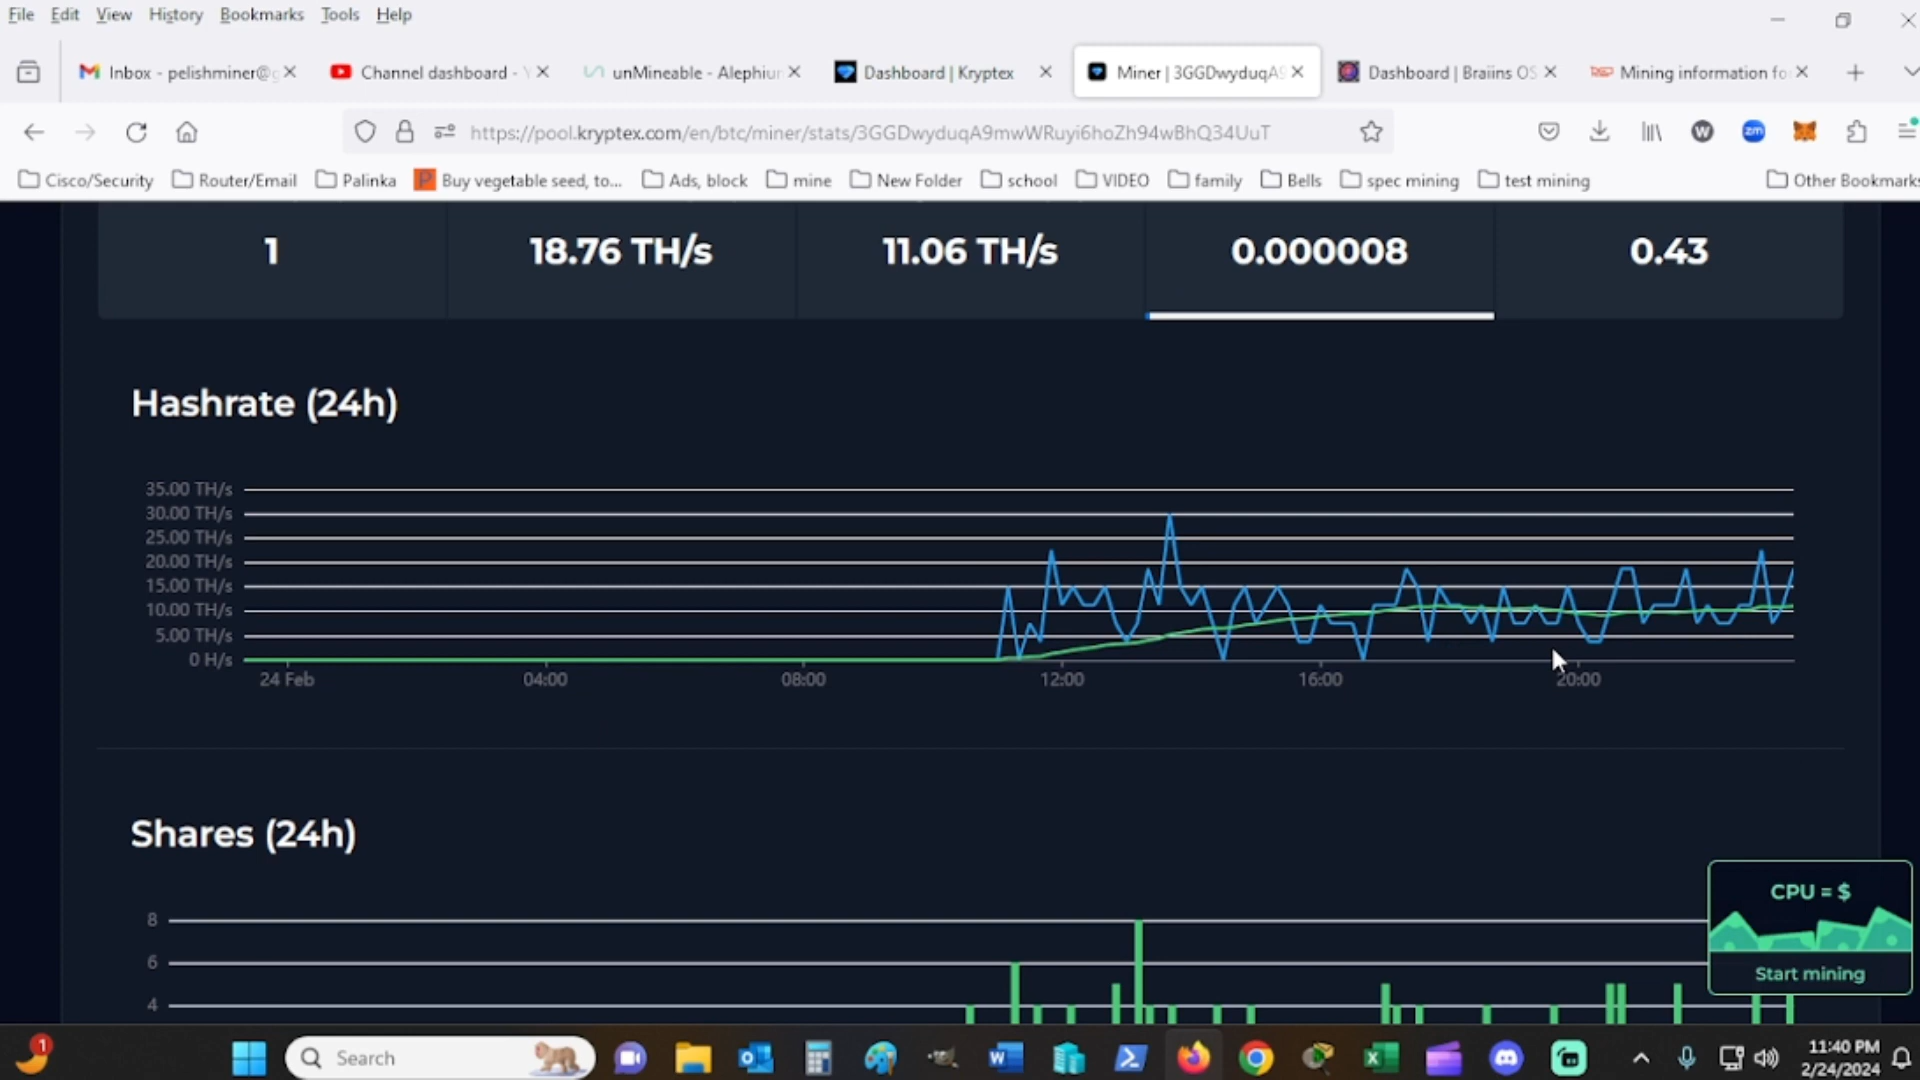 File Edit View History Bookmarks Tools Help
Inbox - pelishminer@g
Channel dashboard - Y
unMineable - Alephiun
Dashboard | Kryptex
Miner | 3GGDwyduqA9
Dashboard | Braiins OS
Mining information fo
https://pool.kryptex.com/en/btc/miner/stats/3GGDwyduqA9mwWRuyi6hoZh94wBhQ34UuT
W
zm
Cisco/Security Router/Email Palinka Buy vegetable seed, to... Ads, block mine New Folder school VIDEO family Bells spec mining test mining Other Bookmarks
1 18.76 TH/s 11.06 TH/s 0.000008 0.43
Hashrate (24h)
35.00 TH/s
30.00 TH/s
25.00 TH/s
20.00 TH/s
15.00 TH/s
10.00 TH/s
5.00 TH/s
0 H/s
24 Feb 04:00 08:00 12:00 16:00 20:00
Shares (24h)
8
6
4
CPU = $
Start mining
1
Search
11:40 PM
2/24/2024